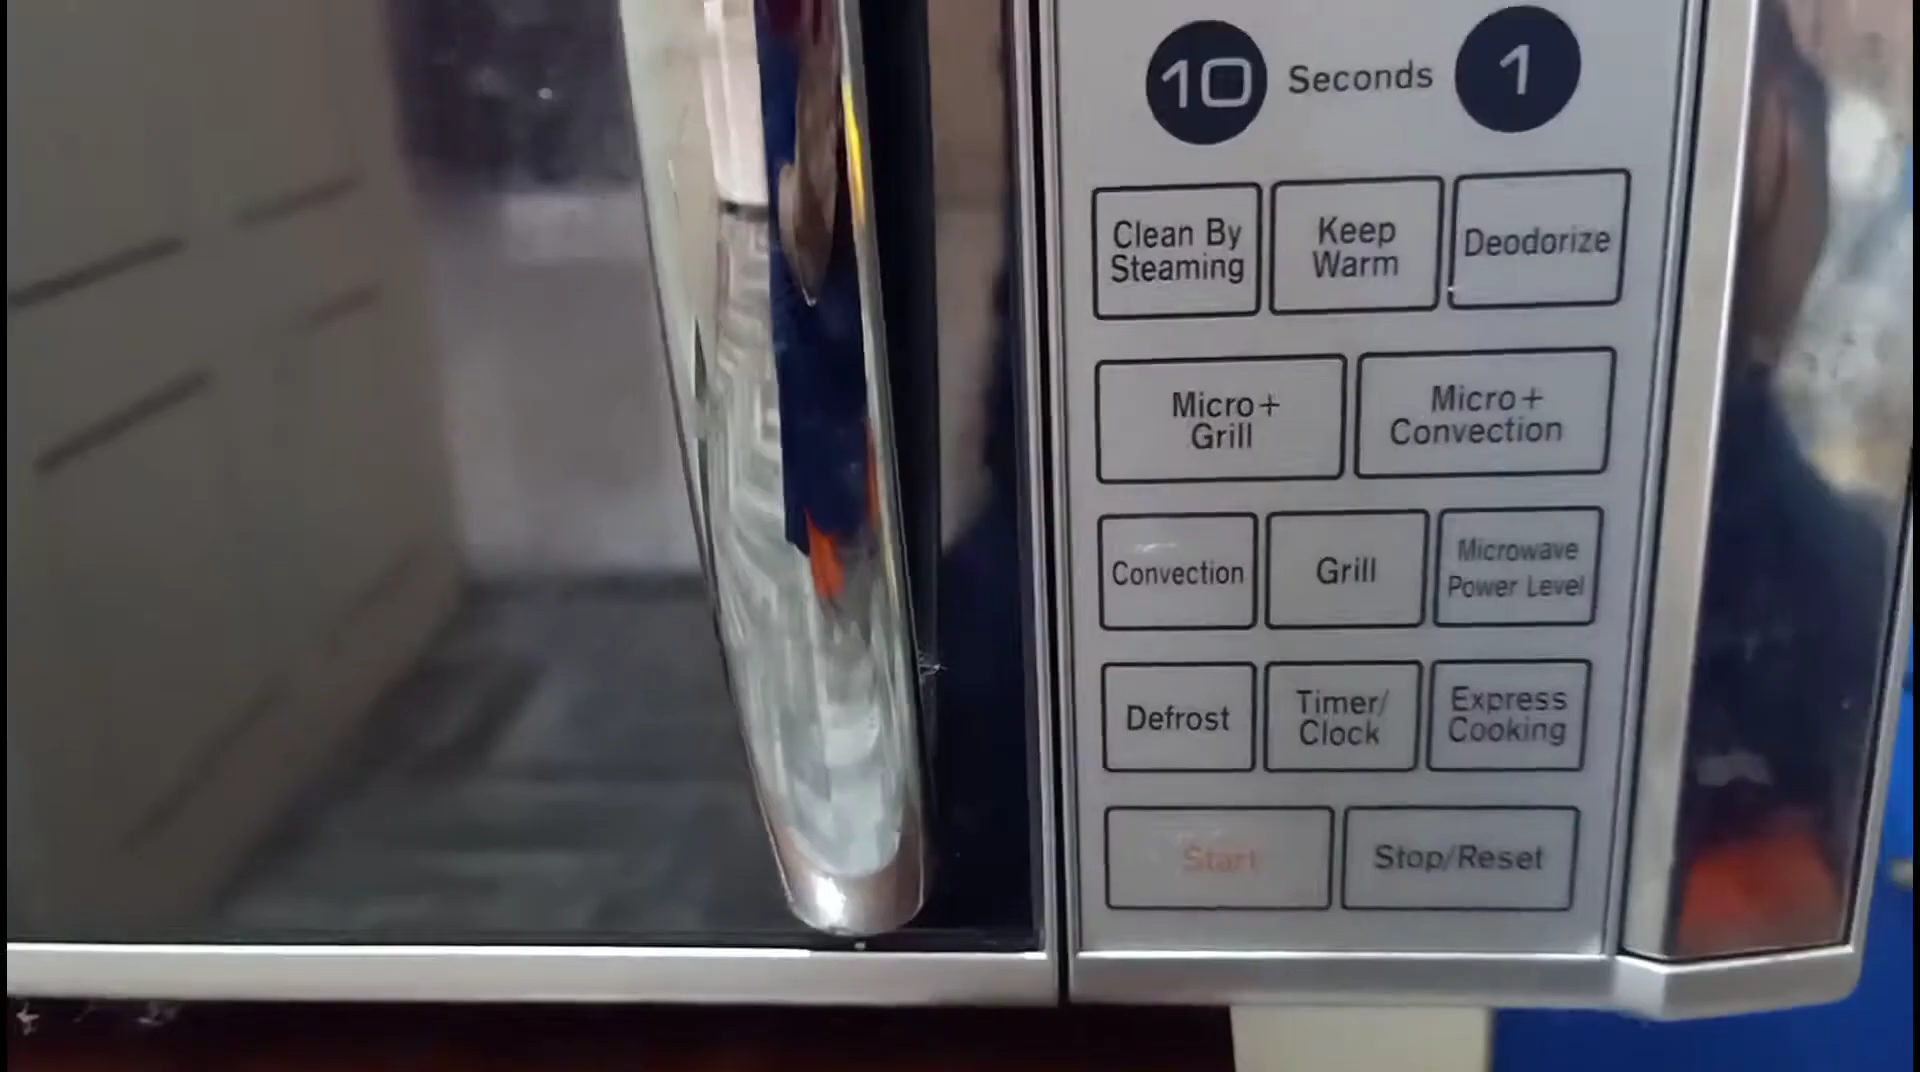 10 Seconds 1
Clean By
Steaming
Keep
Warm
Deodorize
Micro+
Grill
Micro+
Convection
Convection
Grill
Microwave
Power Level
Defrost
Timer/
Clock
Express
Cooking
Start
Stop/Reset